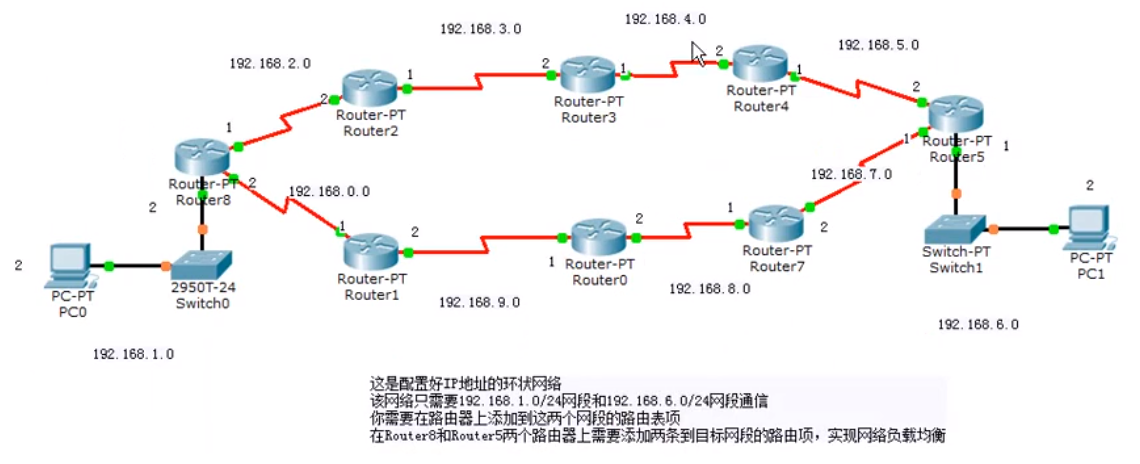 192.168.4.0
192.168.3.0
192.168.5.0
192.168.2.0
2
1
2
1
2
1
2
2
1
1
Router-PT
Router2
Router-PT
Router3
Router-PT
Router4
Router-PT
Router5
1
Router-PT
Router8
2
192.168.0.0
192.168.7.0
2
2
2
1
2
1
2
1
2
Router-PT
Router1
Router-PT
Router0
1
Router-PT
Router7
PC-PT
PC0
2950T-24
Switch0
Switch-PT
Switch1
PC-PT
PC1
192.168.9.0
192.168.8.0
192.168.6.0
192.168.1.0
这是配置好IP地址的环状网络
该网络只需要192.168.1.0/24网段和192.168.6.0/24网段通信
你需要在路由器上添加到这两个网段的路由表项
在Router8和Router5两个路由器上需要添加两条到目标网段的路由项，实现网络负载均衡